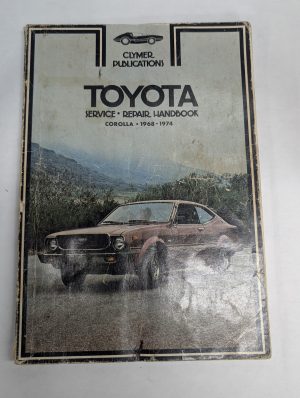 CLYMER
PUBLICATIONS
TOYOTA
SERVICE • REPAIR HANDBOOK
COROLLA • 1968-1974